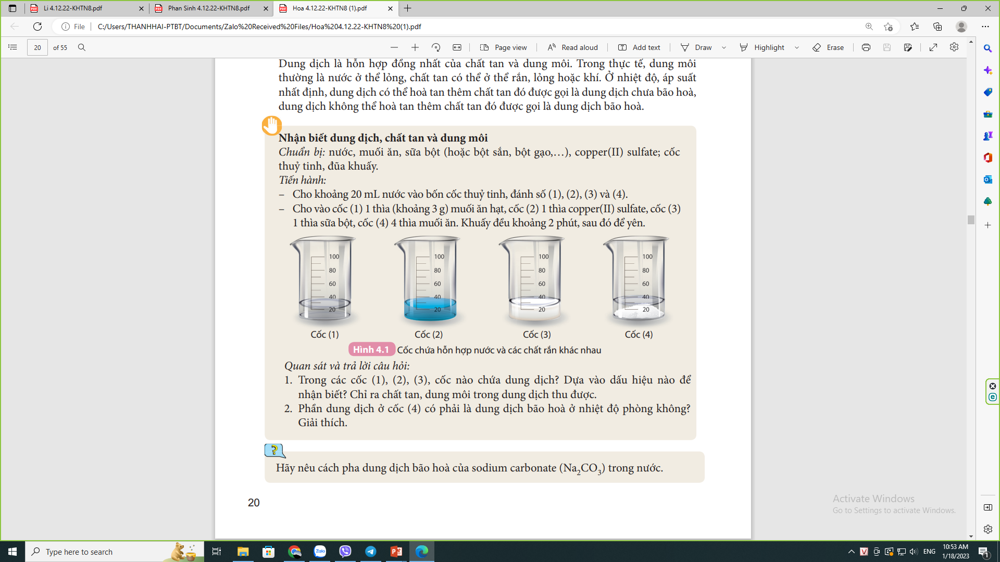 Li 4.12.22-KHTN8.pdf
Phan Sinh 4.12.22-KHTN8.pdf
Hoa 4.12.22-KHTN8 (1).pdf
File
C:/Users/THANHHAI-PTBT/Documents/Zalo%20Received%20Files/Hoa%204.12.22-KHTN8%20(1).pdf
20 of 55
Page view
Read aloud
Add text
Draw
Highlight
Erase
Dung dịch là hỗn hợp đồng nhất của chất tan và dung môi. Trong thực tế, dung môi
thường là nước ở thể lỏng, chất tan có thể ở thể rắn, lỏng hoặc khí. Ở nhiệt độ, áp suất
nhất định, dung dịch có thể hoà tan thêm chất tan đó được gọi là dung dịch chưa bão hoà,
dung dịch không thể hoà tan thêm chất tan đó được gọi là dung dịch bão hoà.
Nhận biết dung dịch, chất tan và dung môi
Chuẩn bị: nước, muối ăn, sữa bột (hoặc bột sắn, bột gạo,…), copper(II) sulfate; cốc
thuỷ tinh, đũa khuấy.
Tiến hành:
– Cho khoảng 20 mL nước vào bốn cốc thuỷ tinh, đánh số (1), (2), (3) và (4).
– Cho vào cốc (1) 1 thìa (khoảng 3 g) muối ăn hạt, cốc (2) 1 thìa copper(II) sulfate, cốc (3)
1 thìa sữa bột, cốc (4) 4 thìa muối ăn. Khuấy đều khoảng 2 phút, sau đó để yên.
100 100 100 100
80 80 80 80
60 60 60 60
40 40 40 40
20 20 20 20
Cốc (1) Cốc (2) Cốc (3) Cốc (4)
Hình 4.1 Cốc chứa hỗn hợp nước và các chất rắn khác nhau
Quan sát và trả lời câu hỏi:
1. Trong các cốc (1), (2), (3), cốc nào chứa dung dịch? Dựa vào dấu hiệu nào để
nhận biết? Chỉ ra chất tan, dung môi trong dung dịch thu được.
2. Phần dung dịch ở cốc (4) có phải là dung dịch bão hoà ở nhiệt độ phòng không?
Giải thích.
?
Hãy nêu cách pha dung dịch bão hoà của sodium carbonate (Na₂CO₃) trong nước.
20
Activate Windows
Go to Settings to activate Windows.
Type here to search
Zalo
ENG
10:53 AM
1/18/2023
1